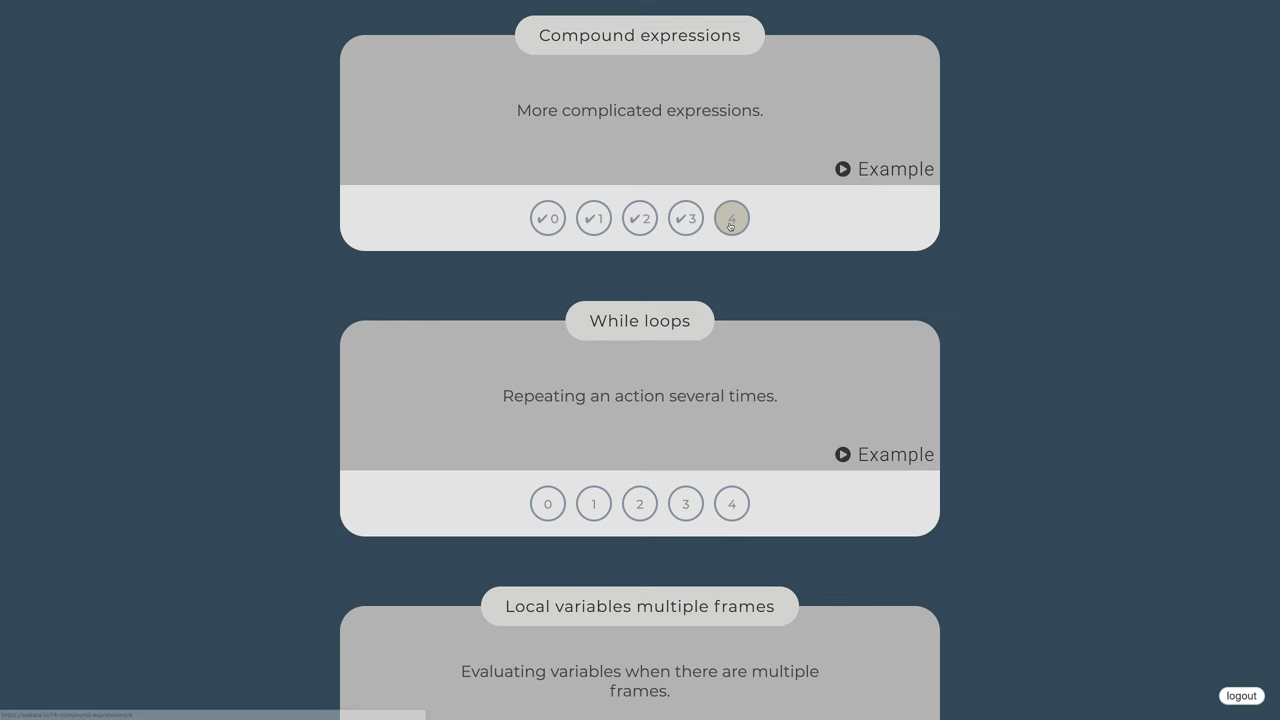 Compound expressions
More complicated expressions.
Example
✔ 0 ✔ 1 ✔ 2 ✔ 3 4
While loops
Repeating an action several times.
Example
0 1 2 3 4
Local variables multiple frames
Evaluating variables when there are multiple
frames.
logout